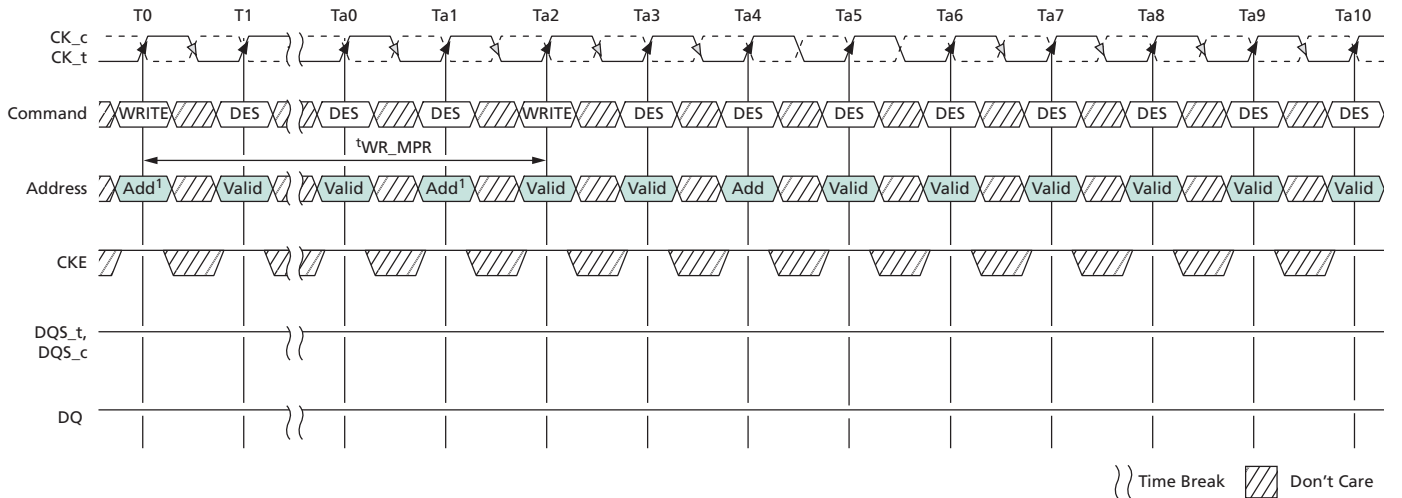 T0 T1 Ta0 Ta1 Ta2 Ta3 Ta4 Ta5 Ta6 Ta7 Ta8 Ta9 Ta10
CK_c
CK_t
Command WRITE DES DES DES WRITE DES DES DES DES DES DES DES DES
tWR_MPR
Address Add1 Valid Valid Add1 Valid Valid Add Valid Valid Valid Valid Valid Valid
CKE
DQS_t,
DQS_c
DQ
Time Break Don't Care